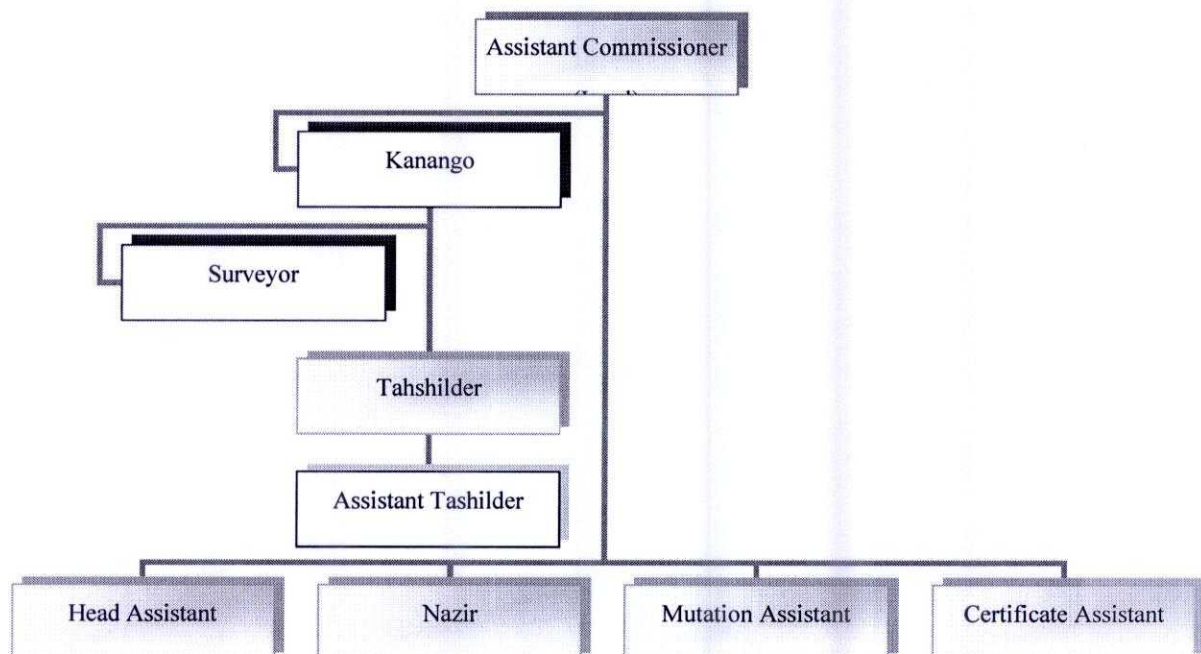 Assistant Commissioner
Kanango
Surveyor
Tahshilder
Assistant Tashilder
Head Assistant
Nazir
Mutation Assistant
Certificate Assistant